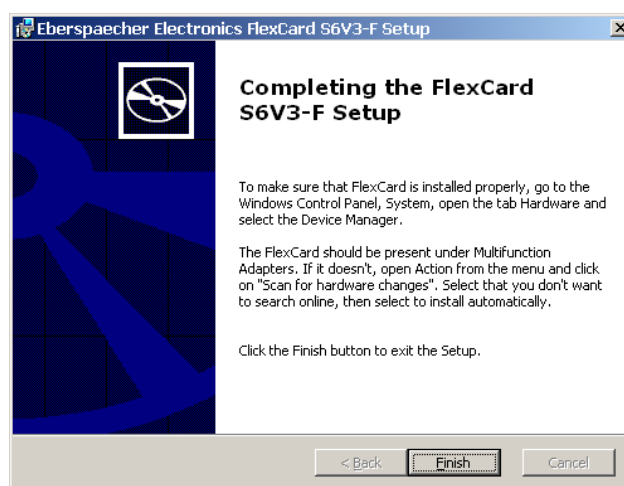 Eberspaecher Electronics FlexCard S6V3-F Setup
Completing the FlexCard
S6V3-F Setup
To make sure that FlexCard is installed properly, go to the
Windows Control Panel, System, open the tab Hardware and
select the Device Manager.
The FlexCard should be present under Multifunction
Adapters. If it doesn't, open Action from the menu and click
on "Scan for hardware changes". Select that you don't want
to search online, then select to install automatically.
Click the Finish button to exit the Setup.
< Back Finish Cancel